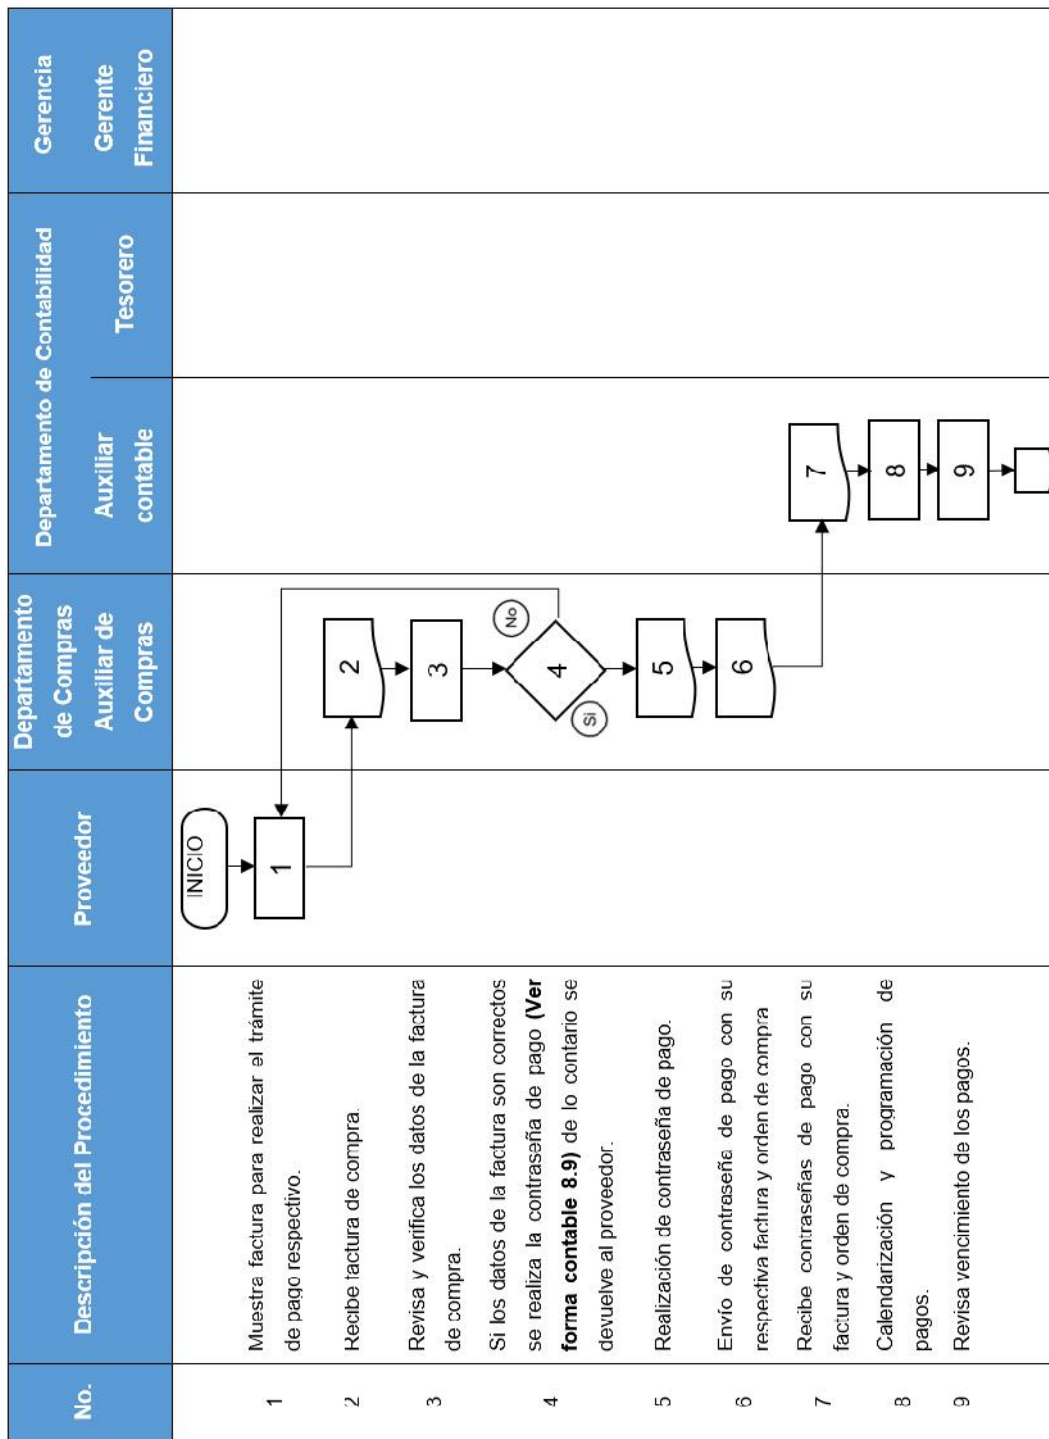 No.
Descripción del Procedimiento
Proveedor
Departamento
de Compras
Auxiliar de
Compras
Departamento de Contabilidad
Auxiliar
contable
Tesorero
Gerencia
Gerente
Financiero
INICIO
1
Muestra factura para realizar el trámite
de pago respectivo.
1
2
Recibe factura de compra.
2
3
Revisa y verifica los datos de la factura
de compra.
3
4
Si los datos de la factura son correctos
se realiza la contraseña de pago (Ver
forma contable 8.9) de lo contario se
devuelve al proveedor.
4
No
Si
5
Realización de contraseña de pago.
5
6
Envío de contraseña de pago con su
respectiva factura y orden de compra
6
7
Recibe contraseñas de pago con su
factura y orden de compra.
7
8
Calendarización y programación de
pagos.
8
9
Revisa vencimiento de los pagos.
9